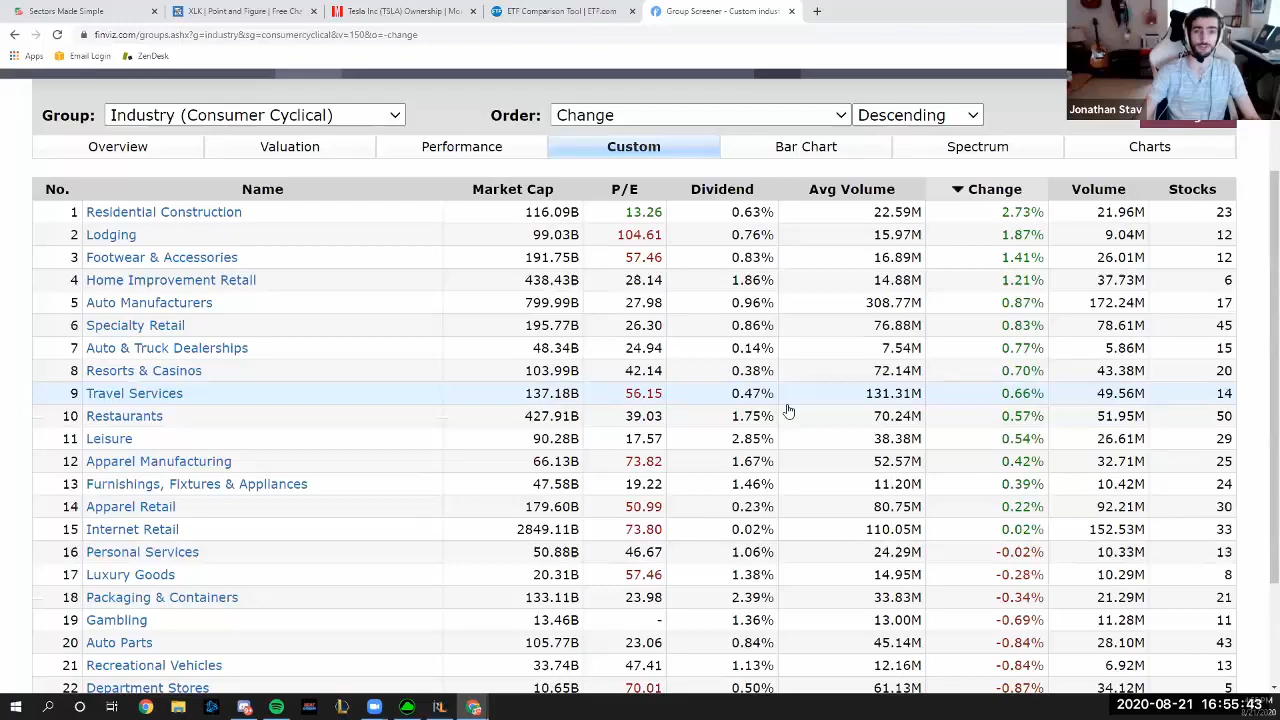 Sectors Made Simple
XLK | Point and Figure | Free Cha
Tesla Inc (TSLA) Ownership | Mo
ETF Comparison Tool | ETF.com
Group Screener - Custom indust
finviz.com/groups.ashx?g=industry&sg=consumercyclical&v=150&o=-change
Apps Email Login ZenDesk
Jonathan Stav
Group: Industry (Consumer Cyclical) Order: Change Descending
Overview Valuation Performance Custom Bar Chart Spectrum Charts
No. Name Market Cap P/E Dividend Avg Volume Change Volume Stocks
1 Residential Construction 116.09B 13.26 0.63% 22.59M 2.73% 21.96M 23
2 Lodging 99.03B 104.61 0.76% 15.97M 1.87% 9.04M 12
3 Footwear & Accessories 191.75B 57.46 0.83% 16.89M 1.41% 26.01M 12
4 Home Improvement Retail 438.43B 28.14 1.86% 14.88M 1.21% 37.73M 6
5 Auto Manufacturers 799.99B 27.98 0.96% 308.77M 0.87% 172.24M 17
6 Specialty Retail 195.77B 26.30 0.86% 76.88M 0.83% 78.61M 45
7 Auto & Truck Dealerships 48.34B 24.94 0.14% 7.54M 0.77% 5.86M 15
8 Resorts & Casinos 103.99B 42.14 0.38% 72.14M 0.70% 43.38M 20
9 Travel Services 137.18B 56.15 0.47% 131.31M 0.66% 49.56M 14
10 Restaurants 427.91B 39.03 1.75% 70.24M 0.57% 51.95M 50
11 Leisure 90.28B 17.57 2.85% 38.38M 0.54% 26.61M 29
12 Apparel Manufacturing 66.13B 73.82 1.67% 52.57M 0.42% 32.71M 25
13 Furnishings, Fixtures & Appliances 47.58B 19.22 1.46% 11.20M 0.39% 10.42M 24
14 Apparel Retail 179.60B 50.99 0.23% 80.75M 0.22% 92.21M 30
15 Internet Retail 2849.11B 73.80 0.02% 110.05M 0.02% 152.53M 33
16 Personal Services 50.88B 46.67 1.06% 24.29M -0.02% 10.33M 13
17 Luxury Goods 20.31B 57.46 1.38% 14.95M -0.28% 10.29M 8
18 Packaging & Containers 133.11B 23.98 2.39% 33.83M -0.34% 21.29M 21
19 Gambling 13.46B - 1.36% 13.00M -0.69% 11.28M 11
20 Auto Parts 105.77B 23.06 0.84% 45.14M -0.84% 28.10M 43
21 Recreational Vehicles 33.74B 47.41 1.13% 12.16M -0.84% 6.92M 13
22 Department Stores 10.65B 70.01 0.50% 61.13M -0.87% 34.12M 5
2020-08-21 16:55:43